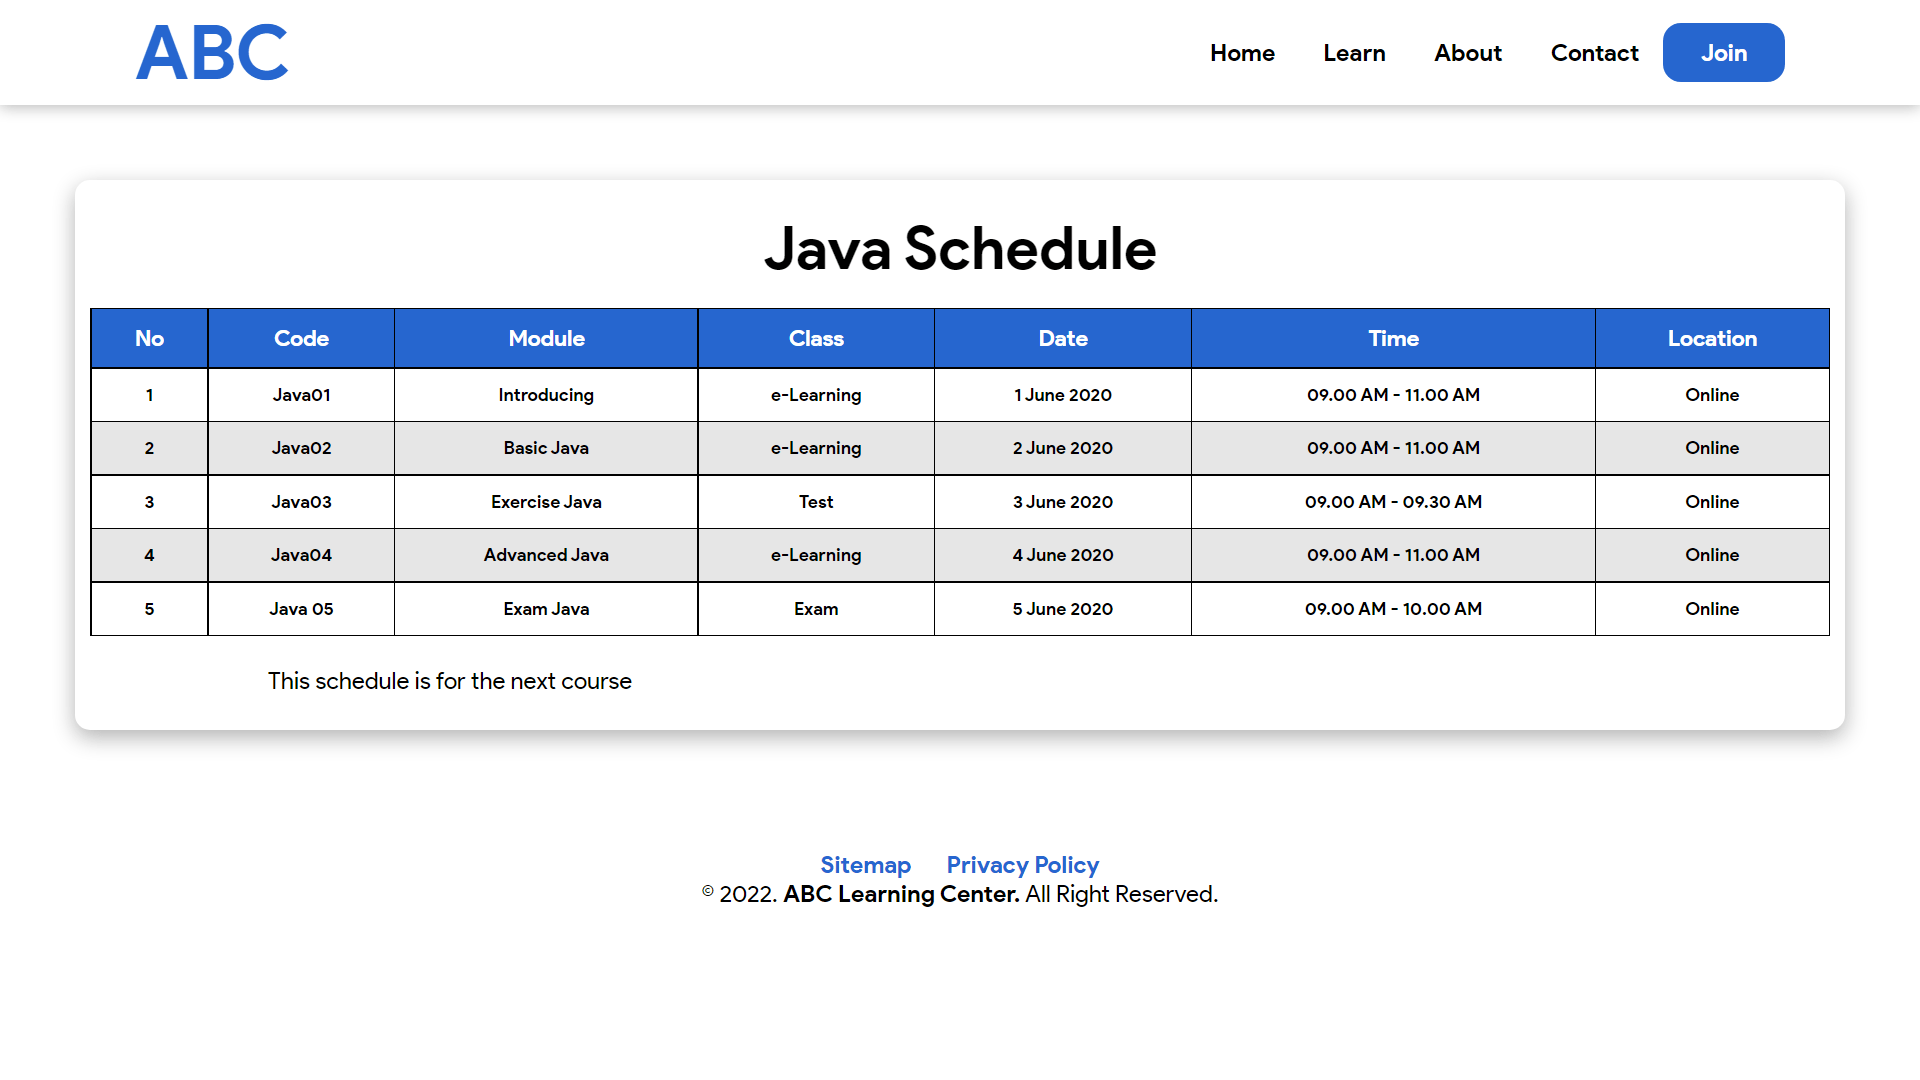 ABC
Home Learn About Contact Join
Java Schedule
No Code Module Class Date Time Location
1 Java01 Introducing e-Learning 1 June 2020 09.00 AM - 11.00 AM Online
2 Java02 Basic Java e-Learning 2 June 2020 09.00 AM - 11.00 AM Online
3 Java03 Exercise Java Test 3 June 2020 09.00 AM - 09.30 AM Online
4 Java04 Advanced Java e-Learning 4 June 2020 09.00 AM - 11.00 AM Online
5 Java 05 Exam Java Exam 5 June 2020 09.00 AM - 10.00 AM Online
This schedule is for the next course
Sitemap Privacy Policy
© 2022. ABC Learning Center. All Right Reserved.